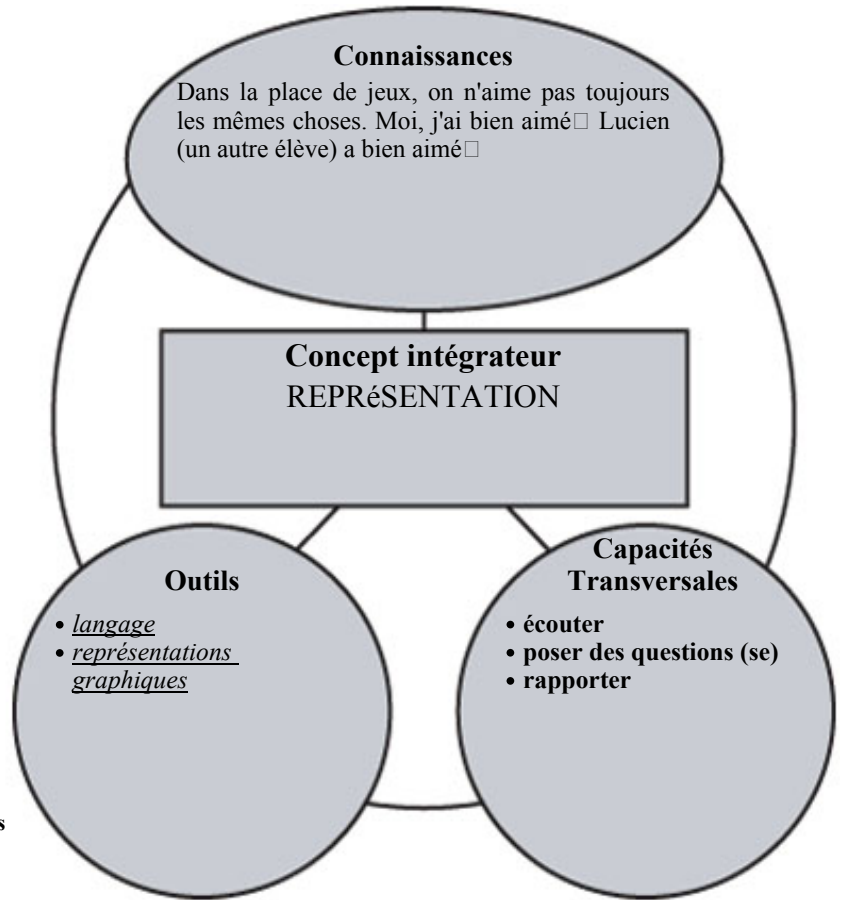 Connaissances
Dans la place de jeux, on n'aime pas toujours
les mêmes choses. Moi, j'ai bien aimé□ Lucien
(un autre élève) a bien aimé□
Concept intégrateur
REPRéSENTATION
Outils
• langage
• représentations
graphiques
Capacités
Transversales
• écouter
• poser des questions (se)
• rapporter
s